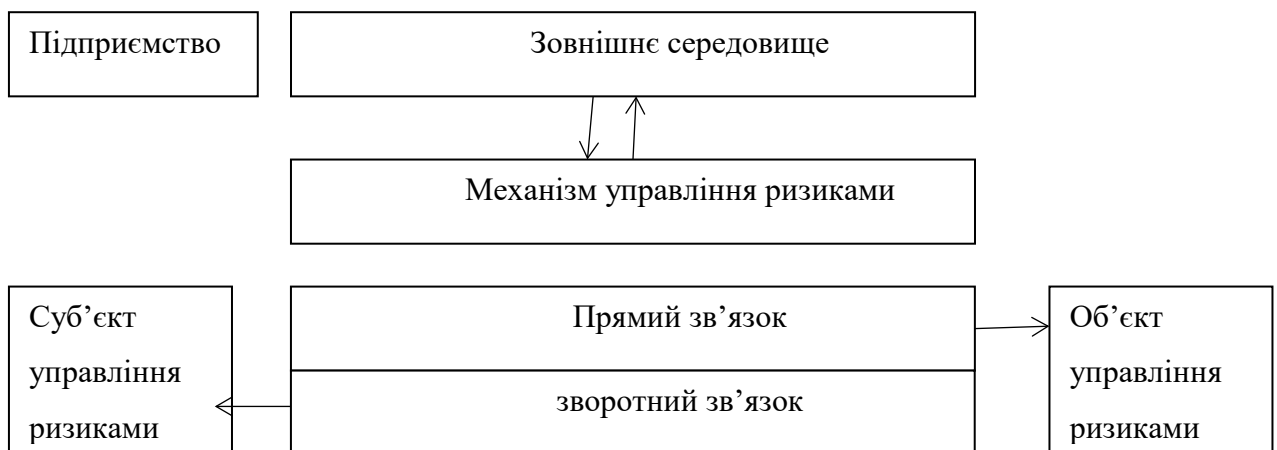 Підприємство
Зовнішнє середовище
Механізм управління ризиками
Суб’єкт
управління
ризиками
Прямий зв’язок
зворотний зв’язок
Об’єкт
управління
ризиками